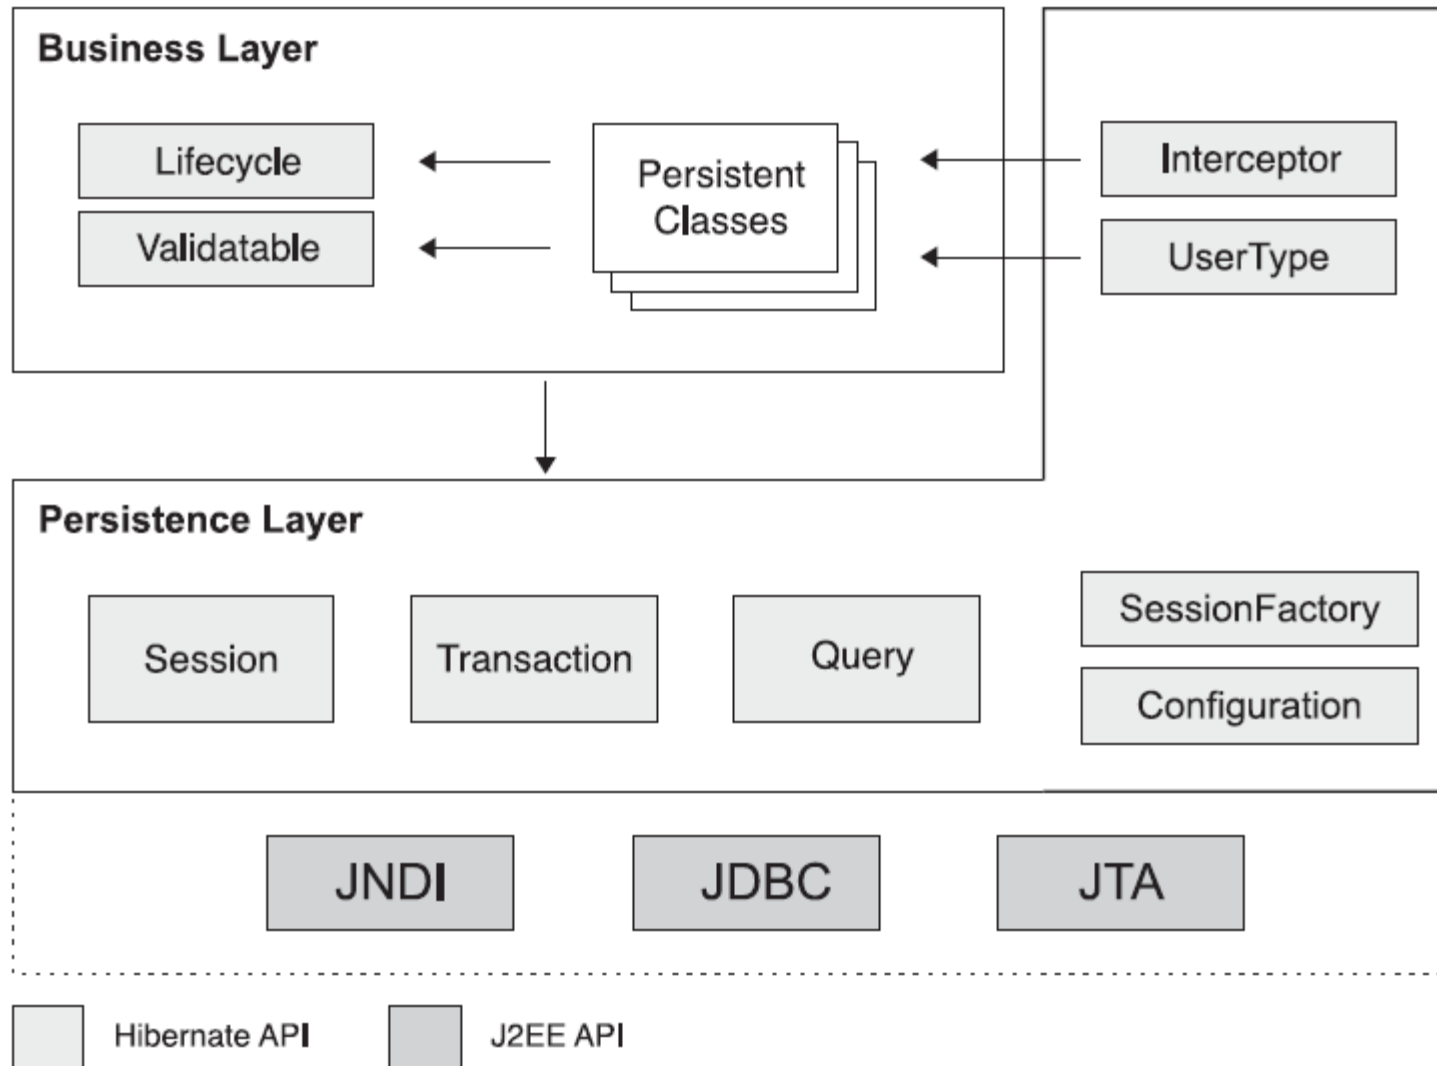 Business Layer
Lifecycle
Validatable
Persistent
Classes
Interceptor
UserType
Persistence Layer
Session
Transaction
Query
SessionFactory
Configuration
JNDI
JDBC
JTA
Hibernate API
J2EE API